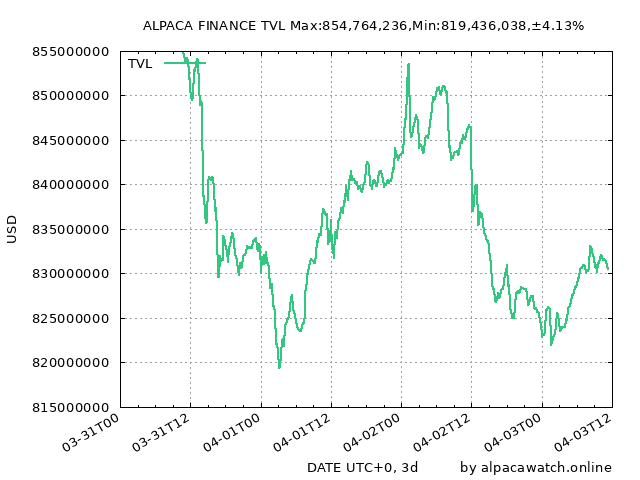 ALPACA FINANCE TVL Max:854,764,236,Min:819,436,038,±4.13%
855000000
TVL
850000000
845000000
840000000
835000000
USD
830000000
825000000
820000000
815000000
03-31T00
03-31T12
04-01T00
04-01T12
04-02T00
04-02T12
04-03T00
04-03T12
DATE UTC+0, 3d
by alpacawatch.online